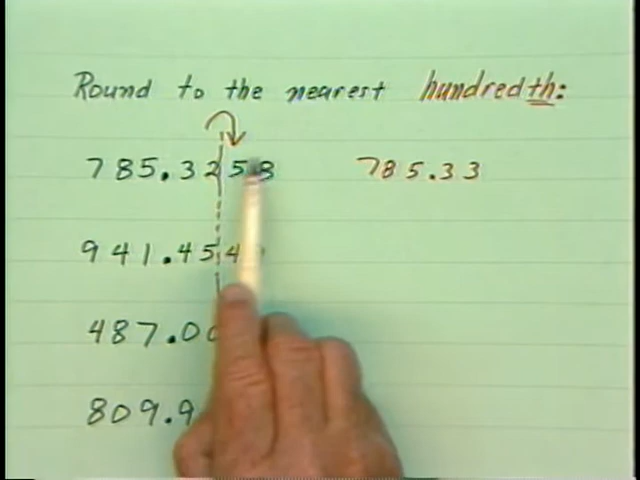 Round to the nearest hundredth:
785.3258 785.33
941.454
487.00
809.9